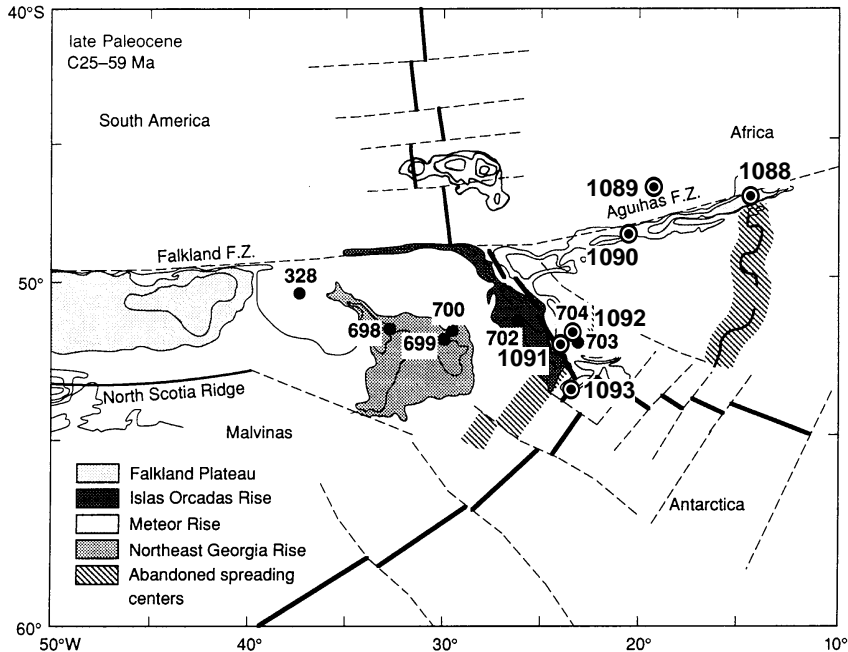 40°S
late Paleocene
C25–59 Ma
South America
Africa
1088
1089
Agulhas F.Z.
1090
Falkland F.Z.
50°
328
700
704
1092
698
699
702
703
1091
1093
North Scotia Ridge
Malvinas
Falkland Plateau
Islas Orcadas Rise
Meteor Rise
Northeast Georgia Rise
Abandoned spreading
centers
Antarctica
60°
50°W
40°
30°
20°
10°